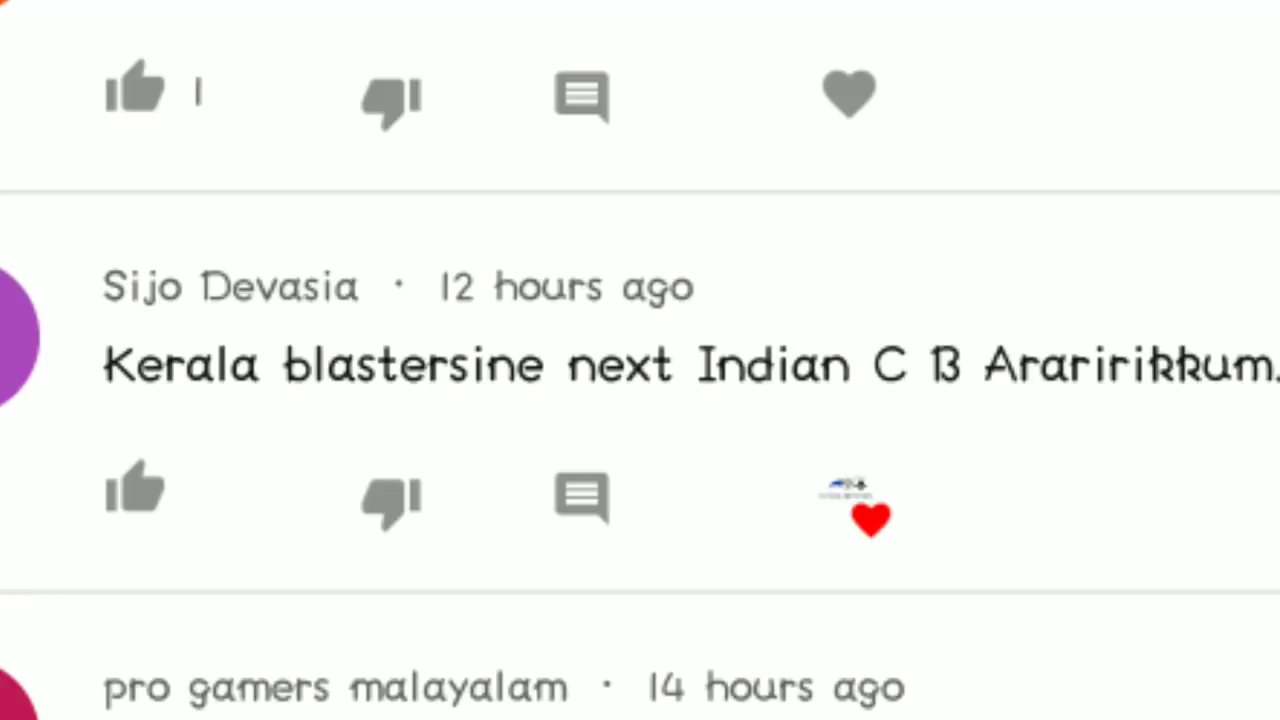 1
Sijo Devasia · 12 hours ago
Kerala blastersine next Indian C B Araririkkum.
pro gamers malayalam · 14 hours ago